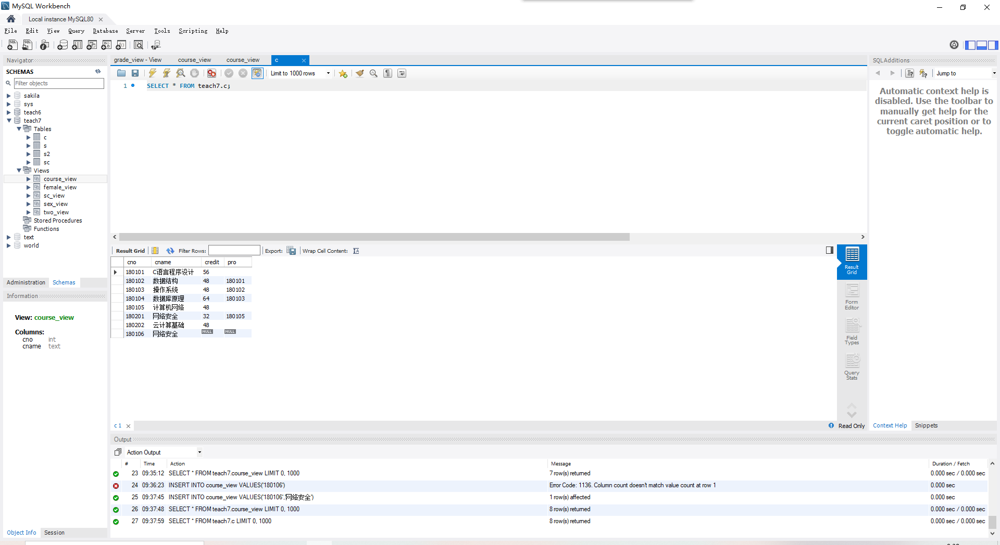 MySQL Workbench
Local instance MySQL80
File Edit View Query Database Server Tools Scripting Help
Navigator
SCHEMAS
Filter objects
sakila
sys
teach6
teach7
Tables
c
s
s2
sc
Views
course_view
female_view
sc_view
sex_view
two_view
Stored Procedures
Functions
text
world
Administration Schemas
Information
View: course_view
Columns:
cno int
cname text
Object Info Session
grade_view - View course_view course_view c
Limit to 1000 rows
1 SELECT * FROM teach7.c;
Result Grid Filter Rows: Export: Wrap Cell Content:
cno cname credit pro
180101 C语言程序设计 56
180102 数据结构 48 180101
180103 操作系统 48 180102
180104 数据库原理 64 180103
180105 计算机网络 48
180201 网络安全 32 180105
180202 云计算基础 48
180106 网络安全 NULL NULL
Result Grid
Form Editor
Field Types
Query Stats
c 1
Read Only
SQLAdditions
Jump to
Automatic context help is
disabled. Use the toolbar to
manually get help for the
current caret position or to
toggle automatic help.
Context Help Snippets
Output
Action Output
# Time Action Message Duration / Fetch
23 09:35:12 SELECT * FROM teach7.course_view LIMIT 0, 1000 7 row(s) returned 0.000 sec / 0.000 sec
24 09:36:23 INSERT INTO course_view VALUES('180106') Error Code: 1136. Column count doesn't match value count at row 1 0.000 sec
25 09:37:45 INSERT INTO course_view VALUES('180106','网络安全') 1 row(s) affected 0.000 sec
26 09:37:48 SELECT * FROM teach7.course_view LIMIT 0, 1000 8 row(s) returned 0.000 sec / 0.000 sec
27 09:37:59 SELECT * FROM teach7.c LIMIT 0, 1000 8 row(s) returned 0.000 sec / 0.000 sec